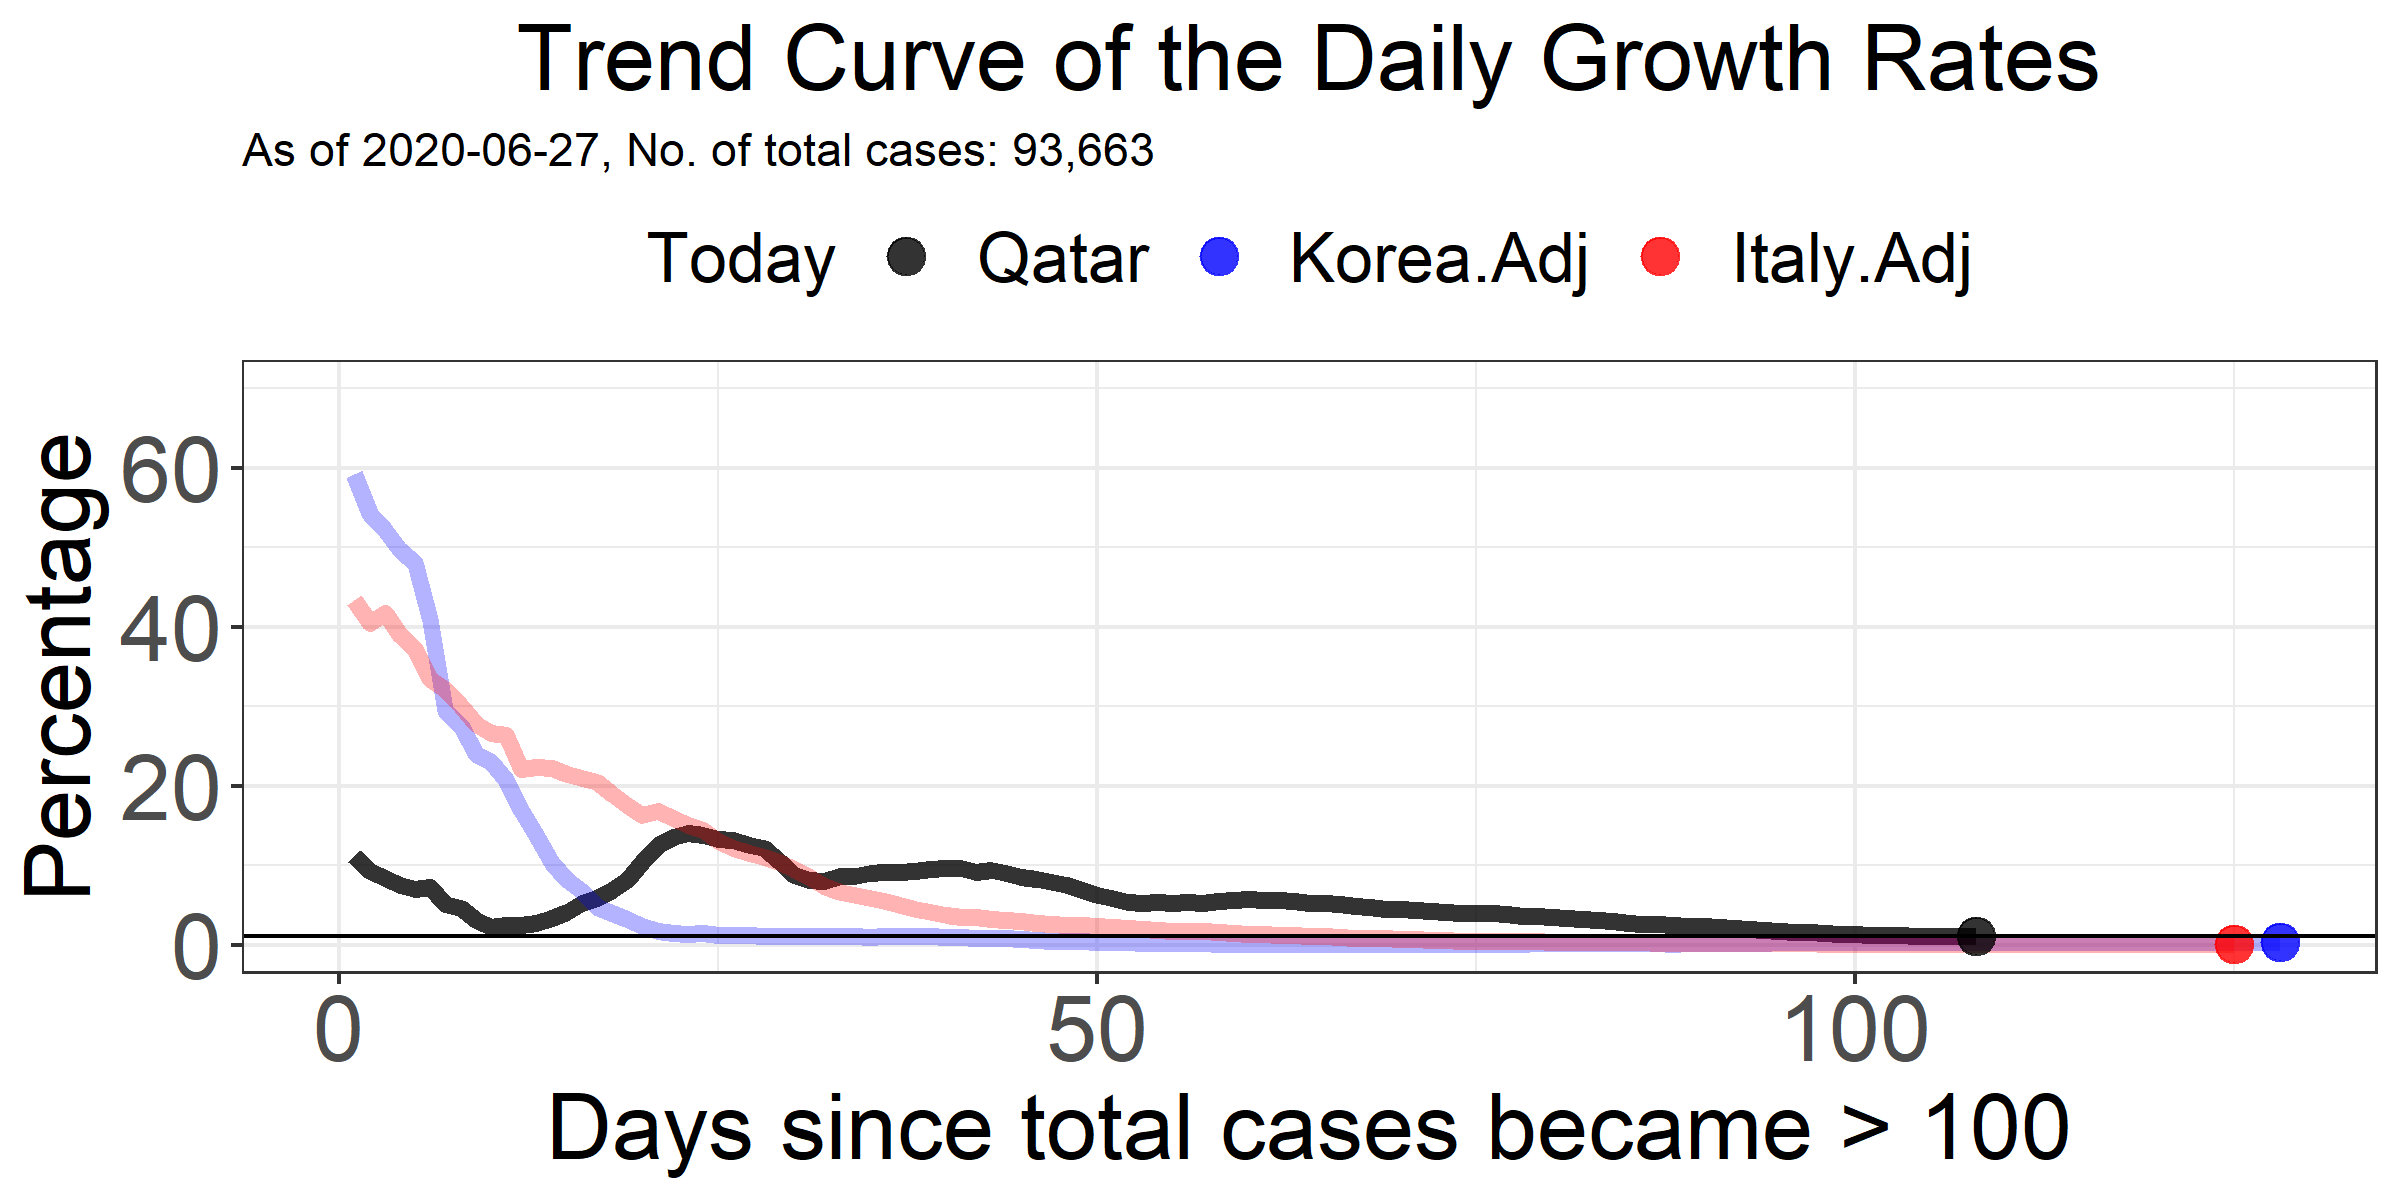 Trend Curve of the Daily Growth Rates
As of 2020-06-27, No. of total cases: 93,663
Today Qatar Korea.Adj Italy.Adj
Percentage
60
40
20
0
0 50 100
Days since total cases became > 100